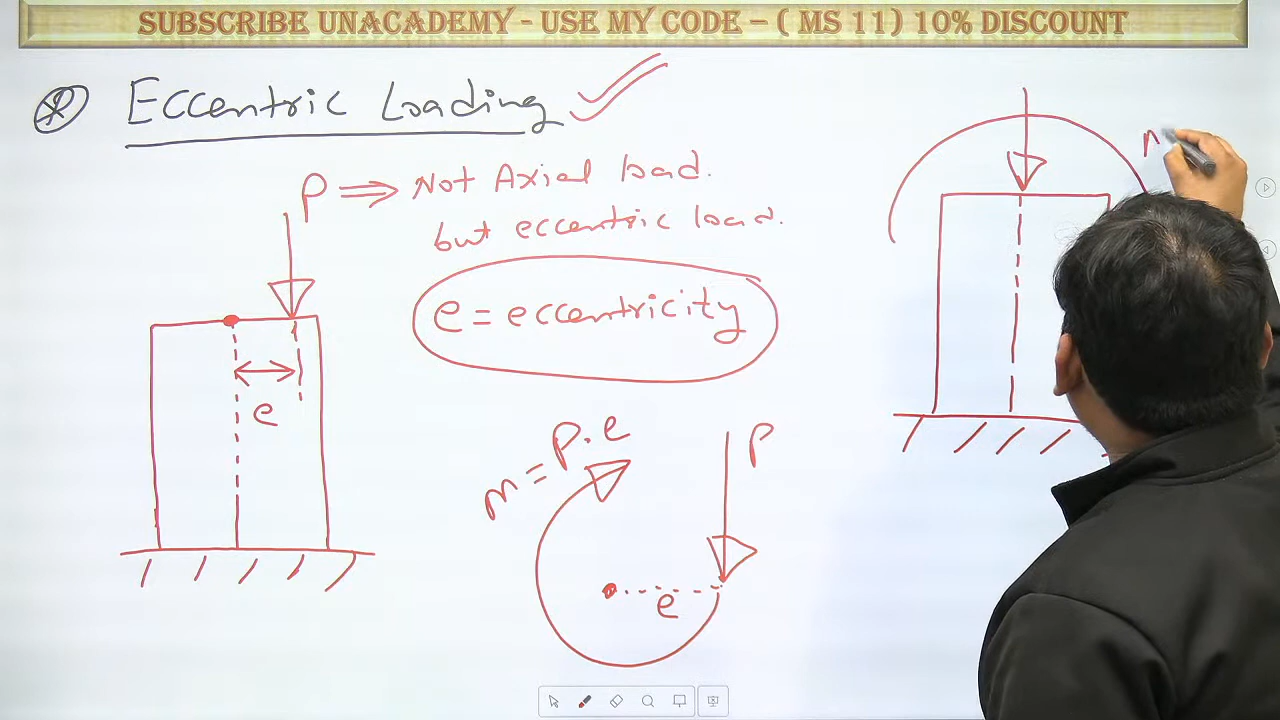 SUBSCRIBE UNACADEMY - USE MY CODE – ( MS 11) 10% DISCOUNT
Eccentric Loading
P ⇒ Not Axial load.
but eccentric load.
e = eccentricity
e
M = P.e
P
e
M